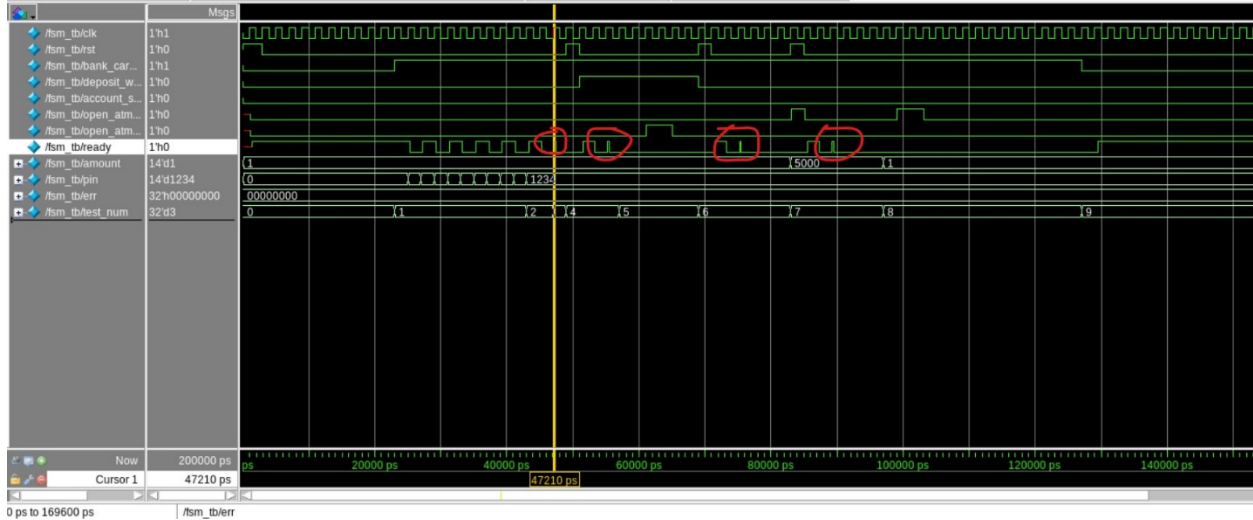 Msgs
/fsm_tb/clk 1'h1
/fsm_tb/rst 1'h0
/fsm_tb/bank_car... 1'h1
/fsm_tb/deposit_w... 1'h0
/fsm_tb/account_s... 1'h0
/fsm_tb/open_atm... 1'h0
/fsm_tb/open_atm... 1'h0
/fsm_tb/ready 1'h0
/fsm_tb/amount 14'd1 1 5000 1
/fsm_tb/pin 14'd1234 0 1234
/fsm_tb/err 32'h00000000 00000000
/fsm_tb/test_num 32'd3 0 1 2 4 5 6 7 8 9
Now 200000 ps ps 20000 ps 40000 ps 60000 ps 80000 ps 100000 ps 120000 ps 140000 ps
Cursor 1 47210 ps 47210 ps
0 ps to 169600 ps /fsm_tb/err